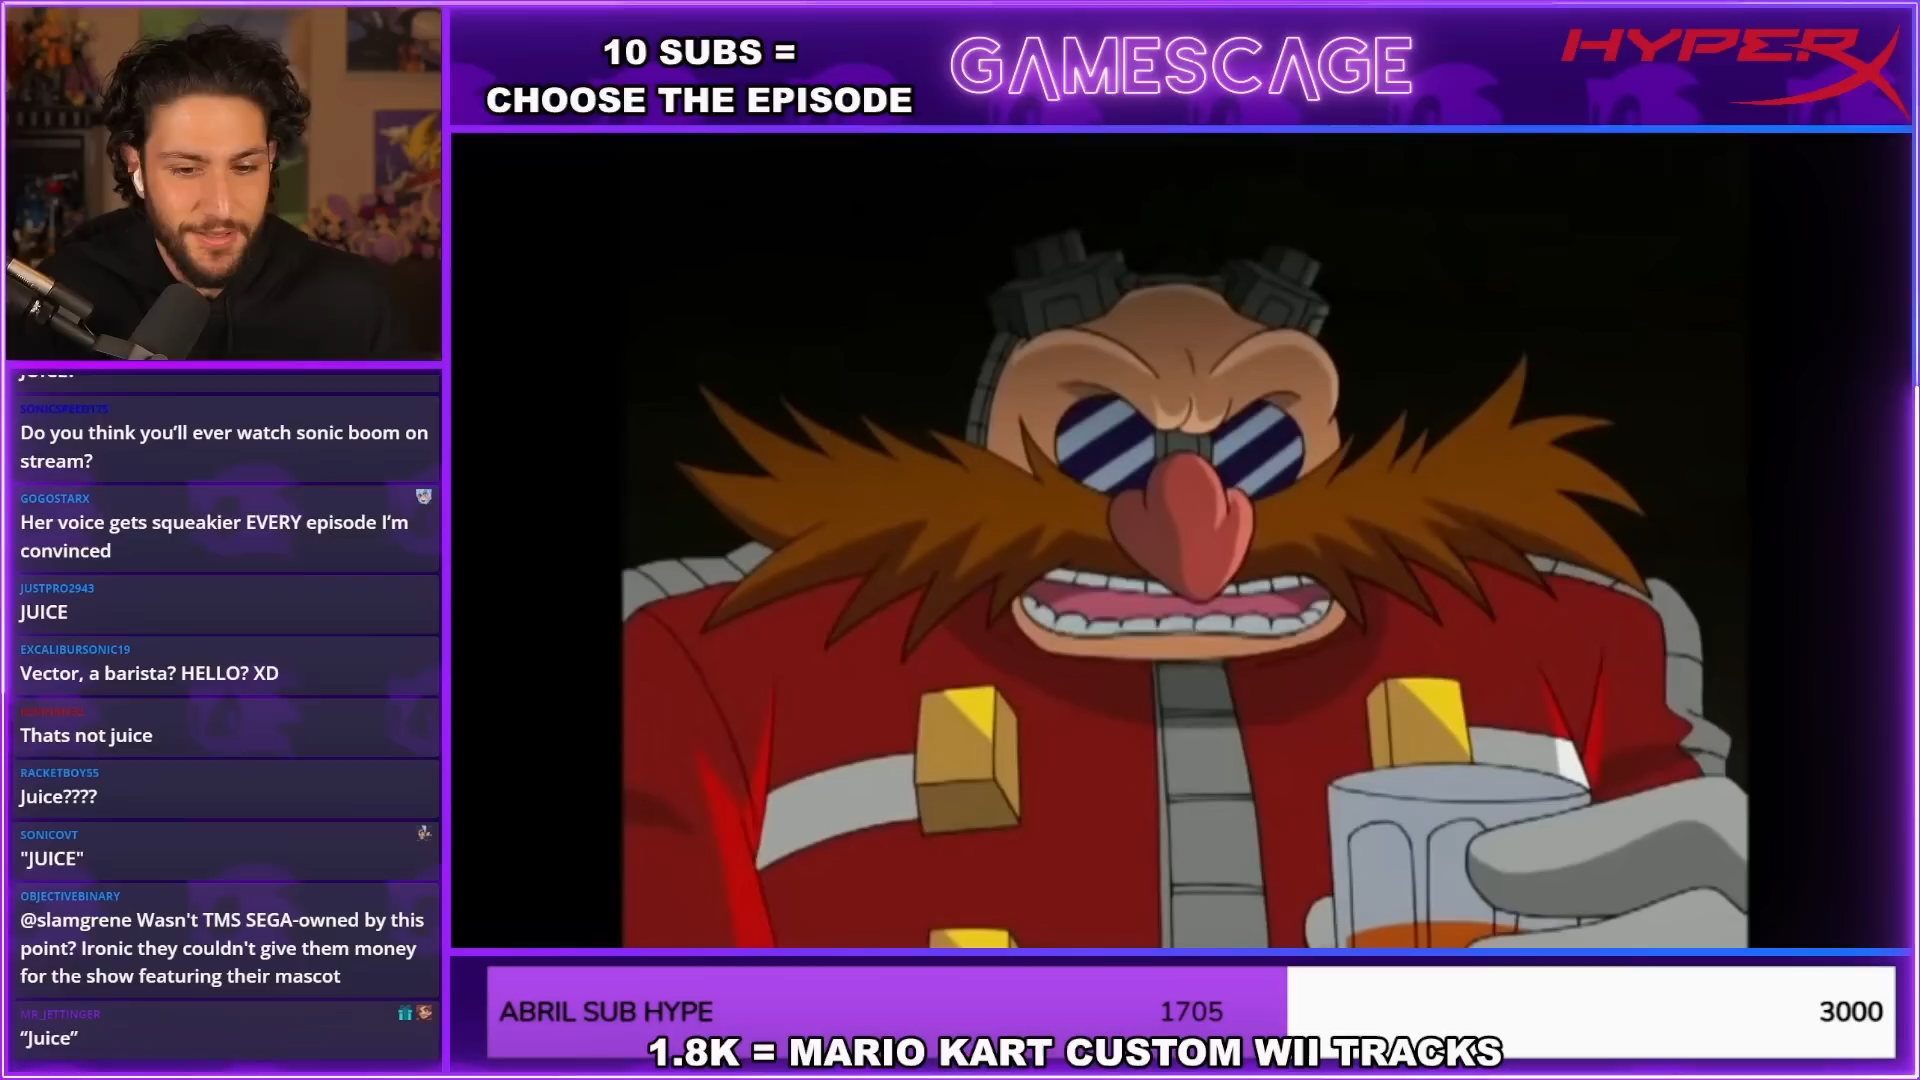 10 SUBS =
CHOOSE THE EPISODE
GAMESCAGE
HYPERX
SONICSPEED175
Do you think you’ll ever watch sonic boom on
stream?
GOGOSTARX
Her voice gets squeakier EVERY episode I’m
convinced
JUSTPRO2943
JUICE
EXCALIBURSONIC19
Vector, a barista? HELLO? XD
Thats not juice
RACKETBOY55
Juice????
SONICOVT
"JUICE"
OBJECTIVEBINARY
@slamgrene Wasn't TMS SEGA-owned by this
point? Ironic they couldn't give them money
for the show featuring their mascot
MR_JETTINGER
“Juice”
ABRIL SUB HYPE 1705 3000
1.8K = MARIO KART CUSTOM WII TRACKS